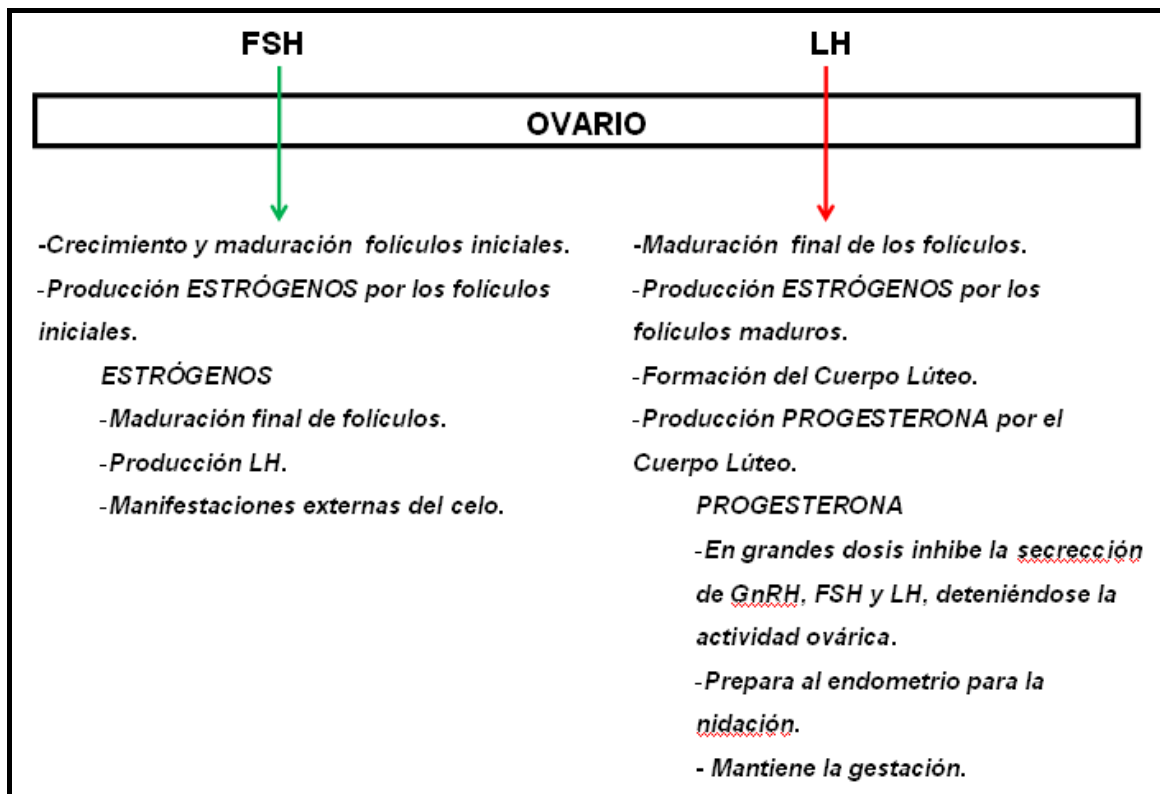 FSH LH
OVARIO
-Crecimiento y maduración folículos iniciales.
-Producción ESTRÓGENOS por los folículos
iniciales.
ESTRÓGENOS
-Maduración final de folículos.
-Producción LH.
-Manifestaciones externas del celo.
-Maduración final de los folículos.
-Producción ESTRÓGENOS por los
folículos maduros.
-Formación del Cuerpo Lúteo.
-Producción PROGESTERONA por el
Cuerpo Lúteo.
PROGESTERONA
-En grandes dosis inhibe la secrección
de GnRH, FSH y LH, deteniéndose la
actividad ovárica.
-Prepara al endometrio para la
nidación.
- Mantiene la gestación.